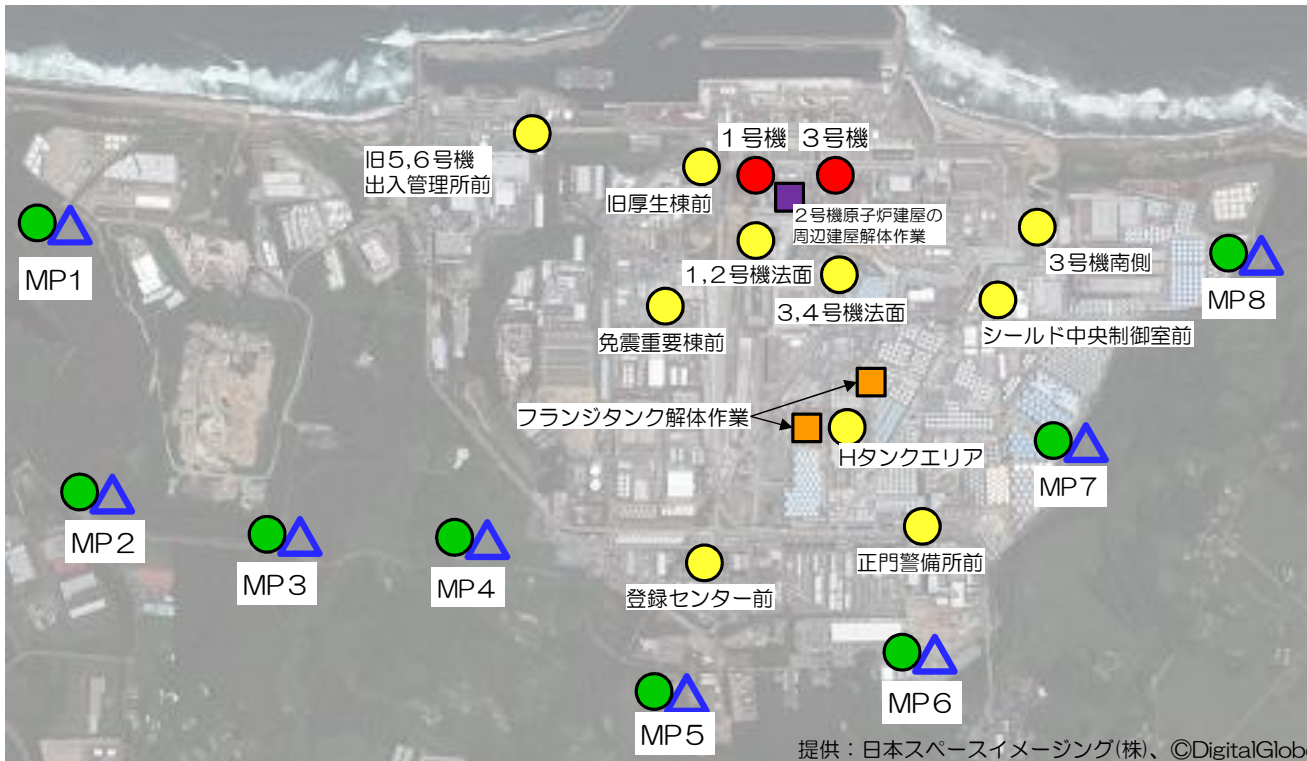 １号機
３号機
旧５,６号機
出入管理所前
旧厚生棟前
２号機原子炉建屋の
周辺建屋解体作業
１,２号機法面
３,４号機法面
３号機南側
MP１
MP８
シールド中央制御室前
免震重要棟前
フランジタンク解体作業
Hタンクエリア
MP７
MP２
MP３
MP４
正門警備所前
登録センター前
MP６
MP５
提供：日本スペースイメージング(株)、©DigitalGlobe